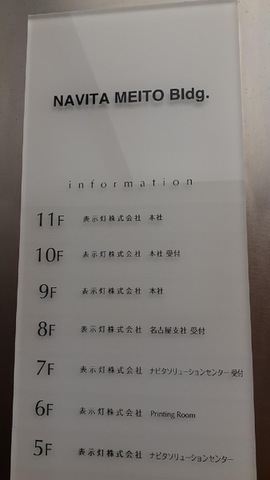 NAVITA MEITO Bldg.
information
11F 表示灯株式会社 本社
10F 表示灯株式会社 本社 受付
9F 表示灯株式会社 本社
8F 表示灯株式会社 名古屋支社 受付
7F 表示灯株式会社 ナビタソリューションセンター 受付
6F 表示灯株式会社 Printing Room
5F 表示灯株式会社 ナビタソリューションセンター